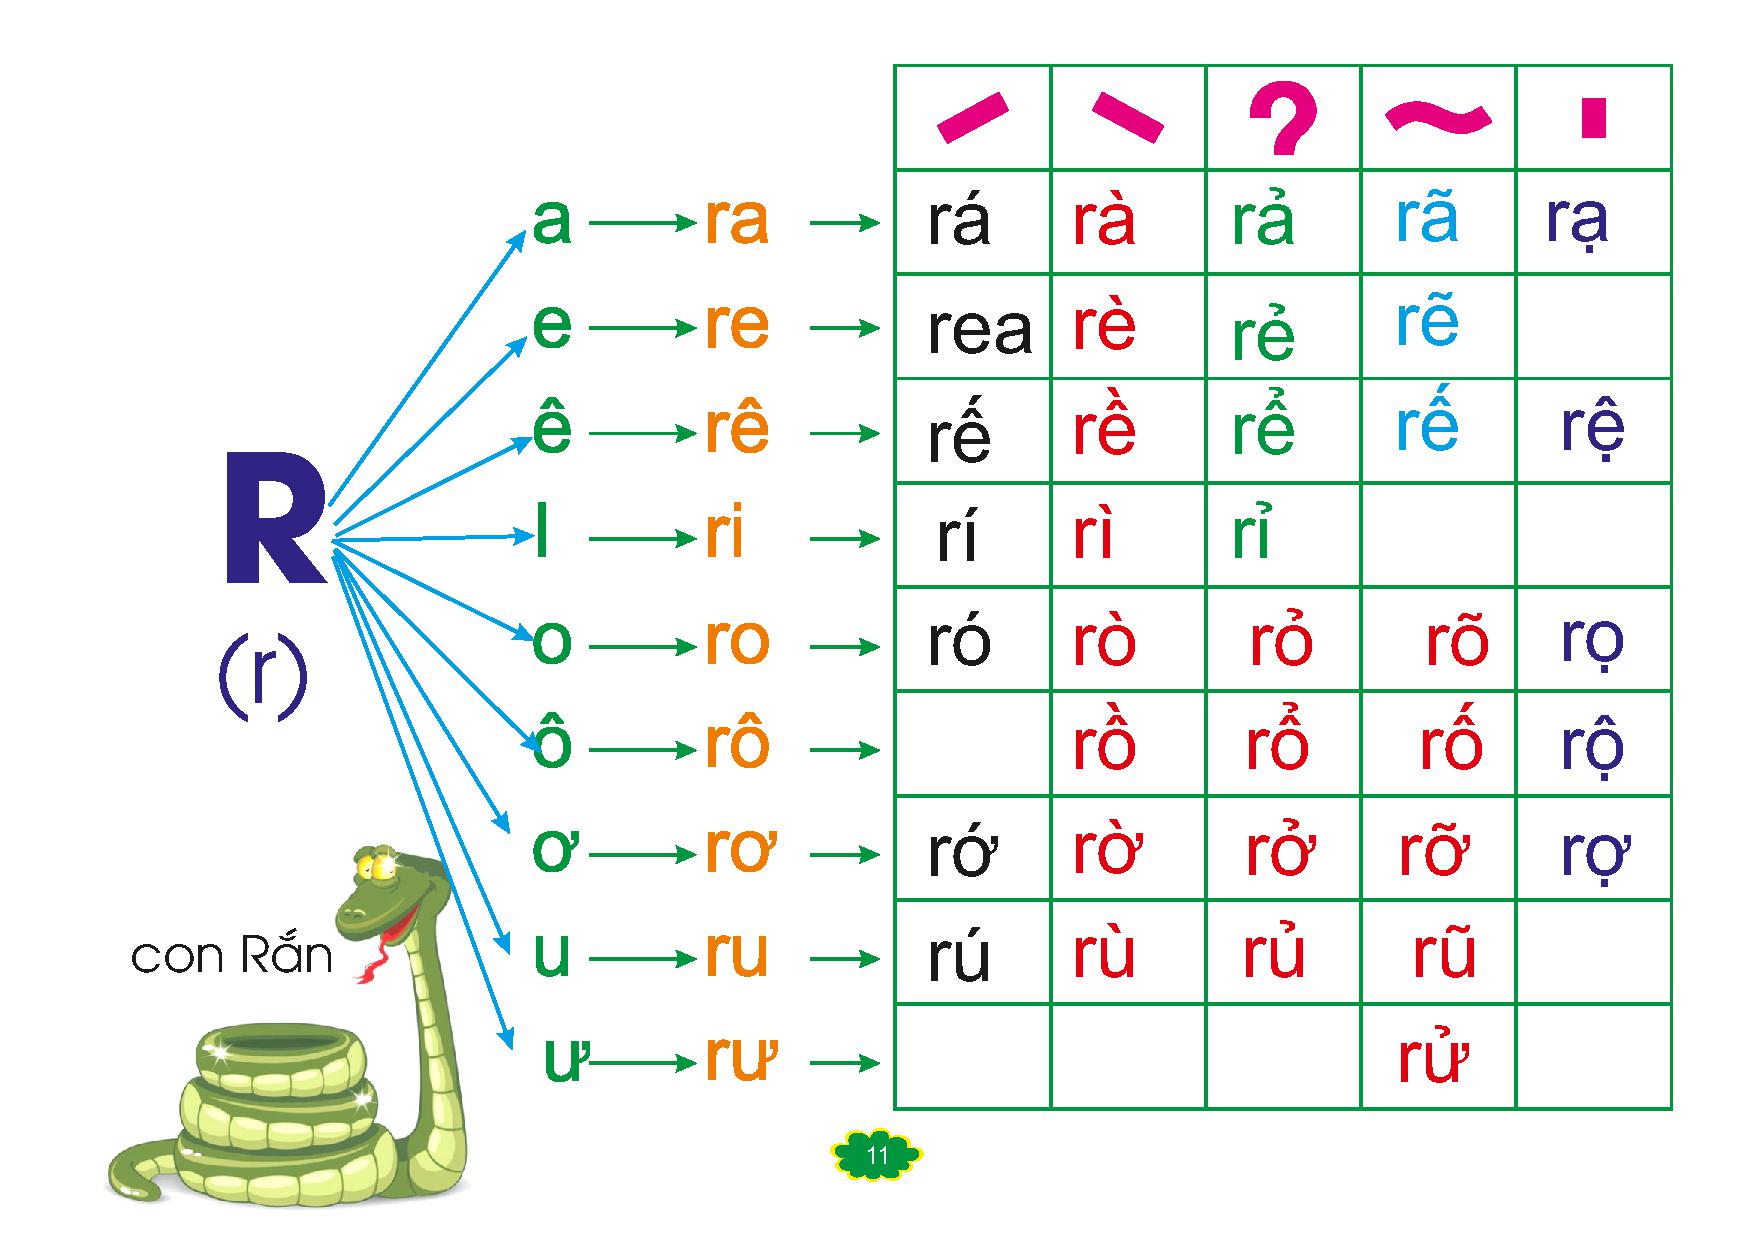 a ra rá rà rả rã rạ
e re rea rè rẻ rẽ
ê rê rế rề rể rế rệ
I ri rí rì rỉ
R
(r)
o ro ró rò rỏ rõ rọ
ô rô rồ rổ rố rộ
ơ rơ rớ rờ rở rỡ rợ
con Rắn
u ru rú rù rủ rũ
ư rư rử
11